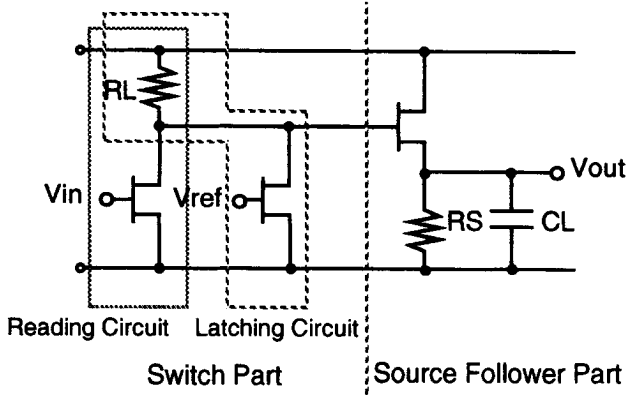 RL
Vin
Vref
Vout
RS
CL
Reading Circuit
Latching Circuit
Switch Part
Source Follower Part